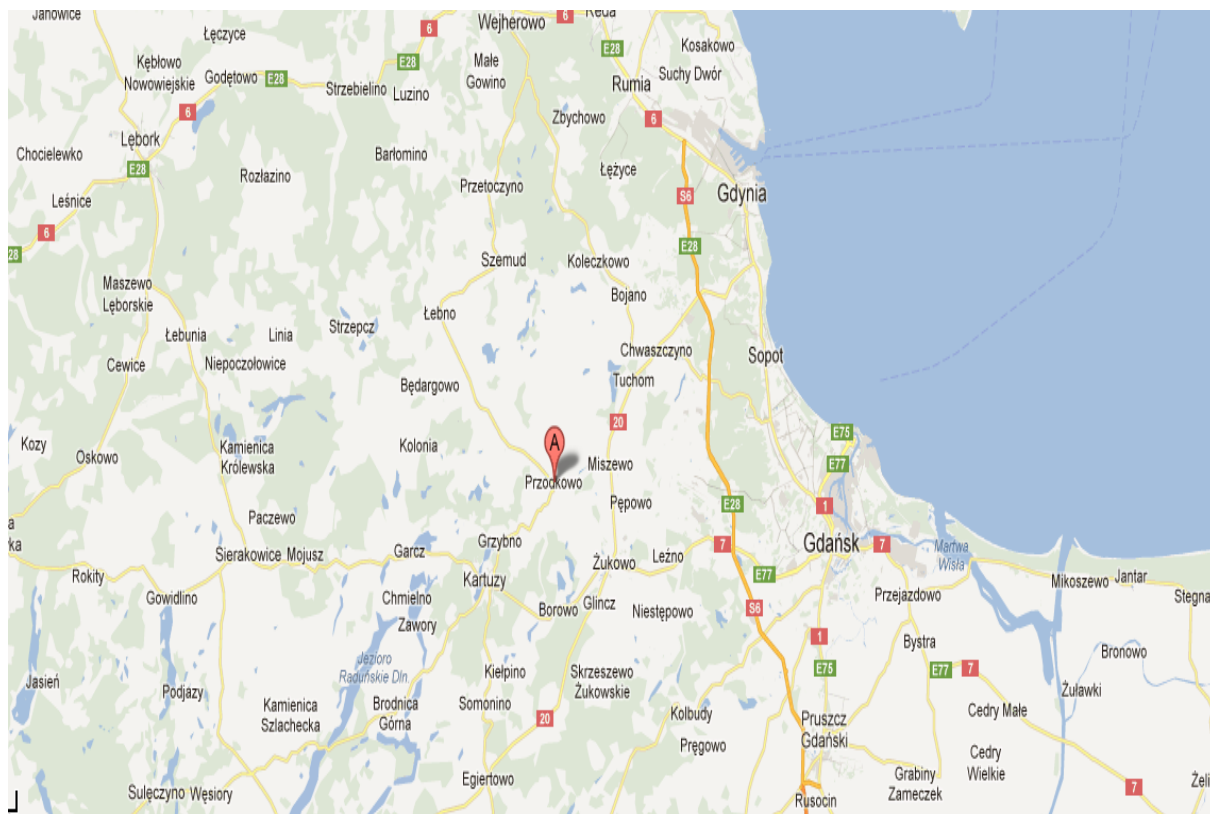 Janowice
Łęczyce
6
Wejherowo
6
Reda
Kosakowo
Kębłowo
Nowowiejskie
Godętowo
E28
E28
Strzebielino
Luzino
Małe
Gowino
E28
Suchy Dwór
Rumia
6
Zbychowo
6
Lębork
Chocielewko
E28
Barłomino
Rozłazino
Łężyce
Przetoczyno
Leśnice
S6
Gdynia
6
28
E28
Szemud
Koleczkowo
Maszewo
Lęborskie
Bojano
Łebno
Strzepcz
Łebunia
Linia
Niepoczołowice
Chwaszczyno
Sopot
Cewice
Będargowo
Tuchom
20
Kozy
Oskowo
Kamienica
Królewska
Kolonia
A
Miszewo
E75
E77
Przodkowo
Pępowo
E28
1
Paczewo
Grzybno
Sierakowice
Mojusz
Garcz
Żukowo
Leźno
7
Gdańsk
7
Martwa
Wisła
Rokity
Gowidlino
Kartuzy
E77
Mikoszewo
Jantar
Stegna
Chmielno
Zawory
Borowo
Glincz
Niestępowo
S6
Przejazdowo
1
Bystra
Bronowo
Jezioro
Raduńskie Dln.
Kiełpino
Skrzeszewo
Żukowskie
E75
E77
7
Jasień
Podjazy
Kamienica
Szlachecka
Brodnica
Górna
Somonino
20
Kolbudy
Pręgowo
Pruszcz
Gdański
Cedry Małe
Żuławki
Cedry
Wielkie
Egiertowo
Sulęczyno
Węsiory
Grabiny
Zameczek
Rusocin
7
Żeli